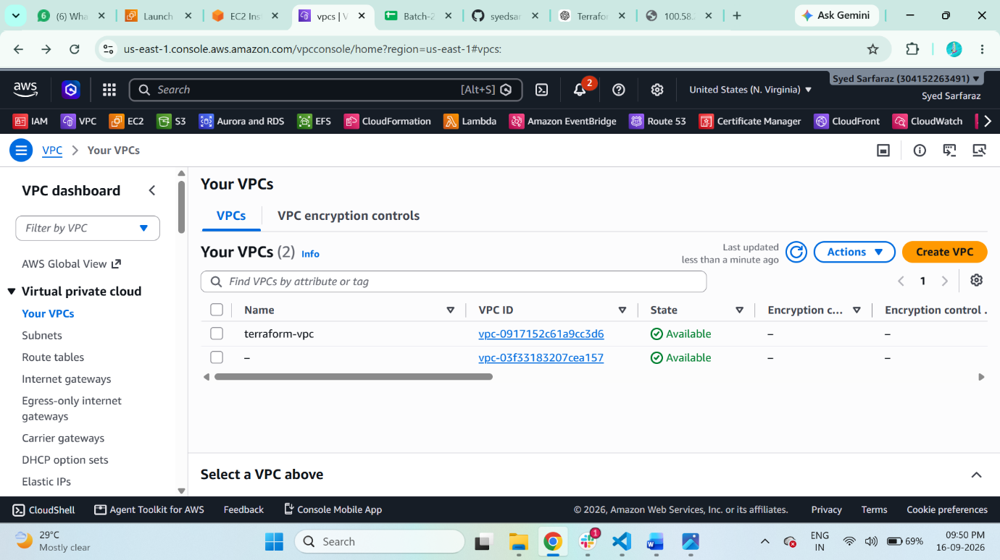 (6) Wha
Launch
EC2 Ins
vpcs | V
Batch-2
syedsar
Terrafor
100.58.
Ask Gemini
us-east-1.console.aws.amazon.com/vpcconsole/home?region=us-east-1#vpcs:
aws
Search
[Alt+S]
2
United States (N. Virginia)
Syed Sarfaraz (304152263491)
Syed Sarfaraz
IAM
VPC
EC2
S3
Aurora and RDS
EFS
CloudFormation
Lambda
Amazon EventBridge
Route 53
Certificate Manager
CloudFront
CloudWatch
VPC
Your VPCs
VPC dashboard
Filter by VPC
AWS Global View
Virtual private cloud
Your VPCs
Subnets
Route tables
Internet gateways
Egress-only internet
gateways
Carrier gateways
DHCP option sets
Elastic IPs
Your VPCs
VPCs
VPC encryption controls
Your VPCs (2) Info
Last updated
less than a minute ago
Actions
Create VPC
Find VPCs by attribute or tag
1
Name
VPC ID
State
Encryption c...
Encryption control .
terraform-vpc
vpc-0917152c61a9cc3d6
Available
–
–
–
vpc-03f33183207cea157
Available
–
–
Select a VPC above
CloudShell
Agent Toolkit for AWS
Feedback
Console Mobile App
© 2026, Amazon Web Services, Inc. or its affiliates.
Privacy
Terms
Cookie preferences
29°C
Mostly clear
Search
1
ENG
IN
69%
09:50 PM
16-09-2026